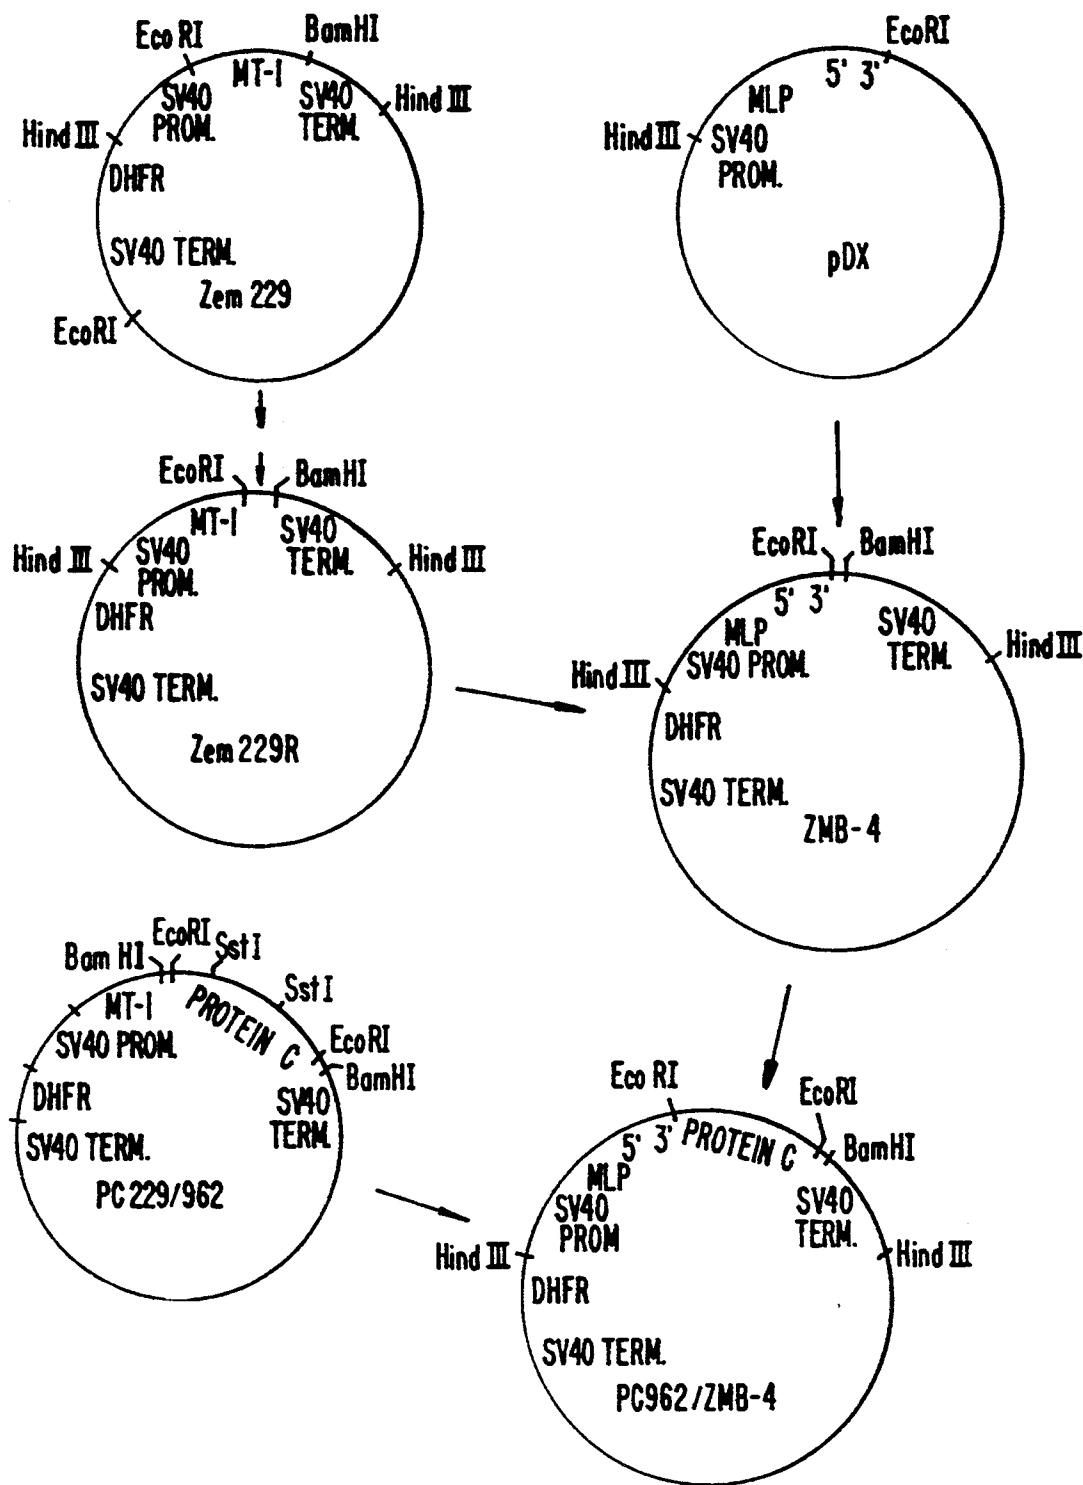 Eco RI
BamHI
MT-I
SV40
PROM.
SV40
TERM.
Hind III
Hind III
DHFR
SV40 TERM.
Zem 229
EcoRI
EcoRI
5' 3'
MLP
Hind III
SV40
PROM.
pDX
EcoRI
BamHI
MT-I
SV40
TERM.
Hind III
SV40
PROM.
Hind III
DHFR
SV40 TERM.
Zem 229R
EcoRI
BamHI
5' 3'
MLP
SV40 PROM.
SV40
TERM.
Hind III
Hind III
DHFR
SV40 TERM.
ZMB-4
Bam HI
EcoRI
SstI
SstI
MT-I
PROTEIN C
SV40 PROM.
EcoRI
BamHI
DHFR
SV40
TERM.
SV40 TERM.
PC 229/962
Eco RI
EcoRI
BamHI
5' 3'
PROTEIN C
MLP
SV40
PROM
SV40
TERM.
Hind III
Hind III
DHFR
SV40 TERM.
PC962/ZMB-4